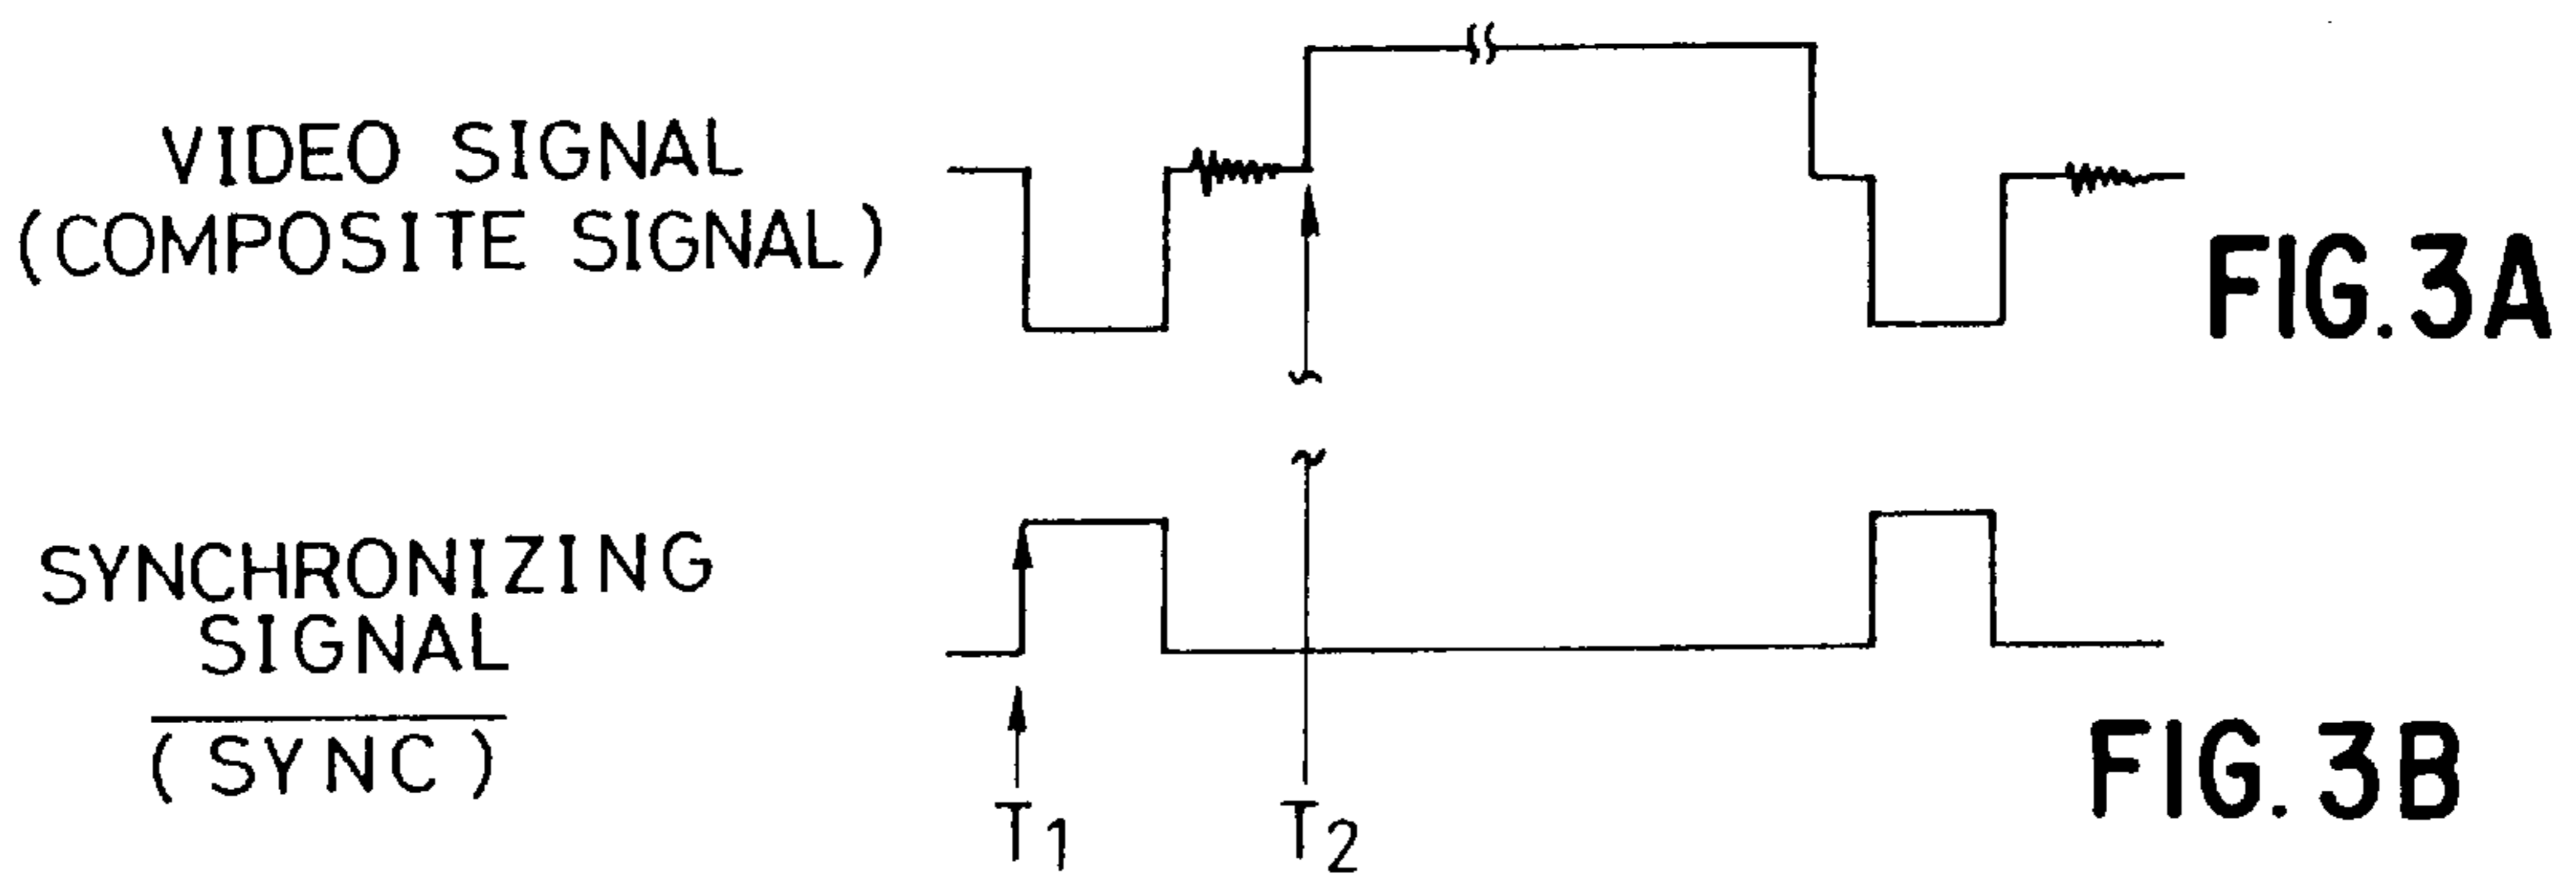 VIDEO SIGNAL
(COMPOSITE SIGNAL)
FIG. 3A
SYNCHRONIZING
SIGNAL
(SYNC)
FIG. 3B
T1
T2